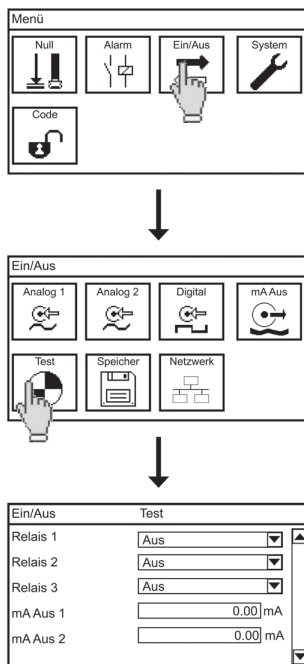 Menü
Null Alarm Ein/Aus System
Code
Ein/Aus
Analog 1 Analog 2 Digital mA Aus
Test Speicher Netzwerk
Ein/Aus Test
Relais 1 Aus
Relais 2 Aus
Relais 3 Aus
mA Aus 1 0.00 mA
mA Aus 2 0.00 mA